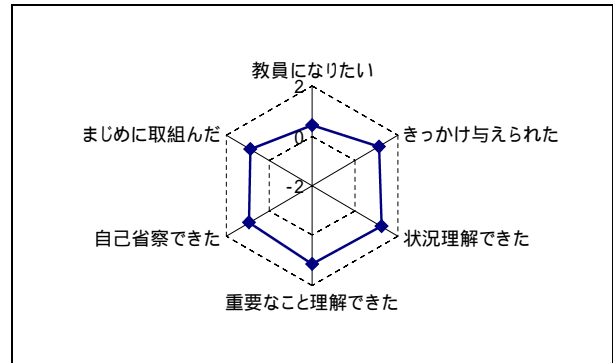 教員になりたい
2
まじめに取組んだ
0
きっかけ与えられた
-2
自己省察できた
状況理解できた
重要なこと理解できた